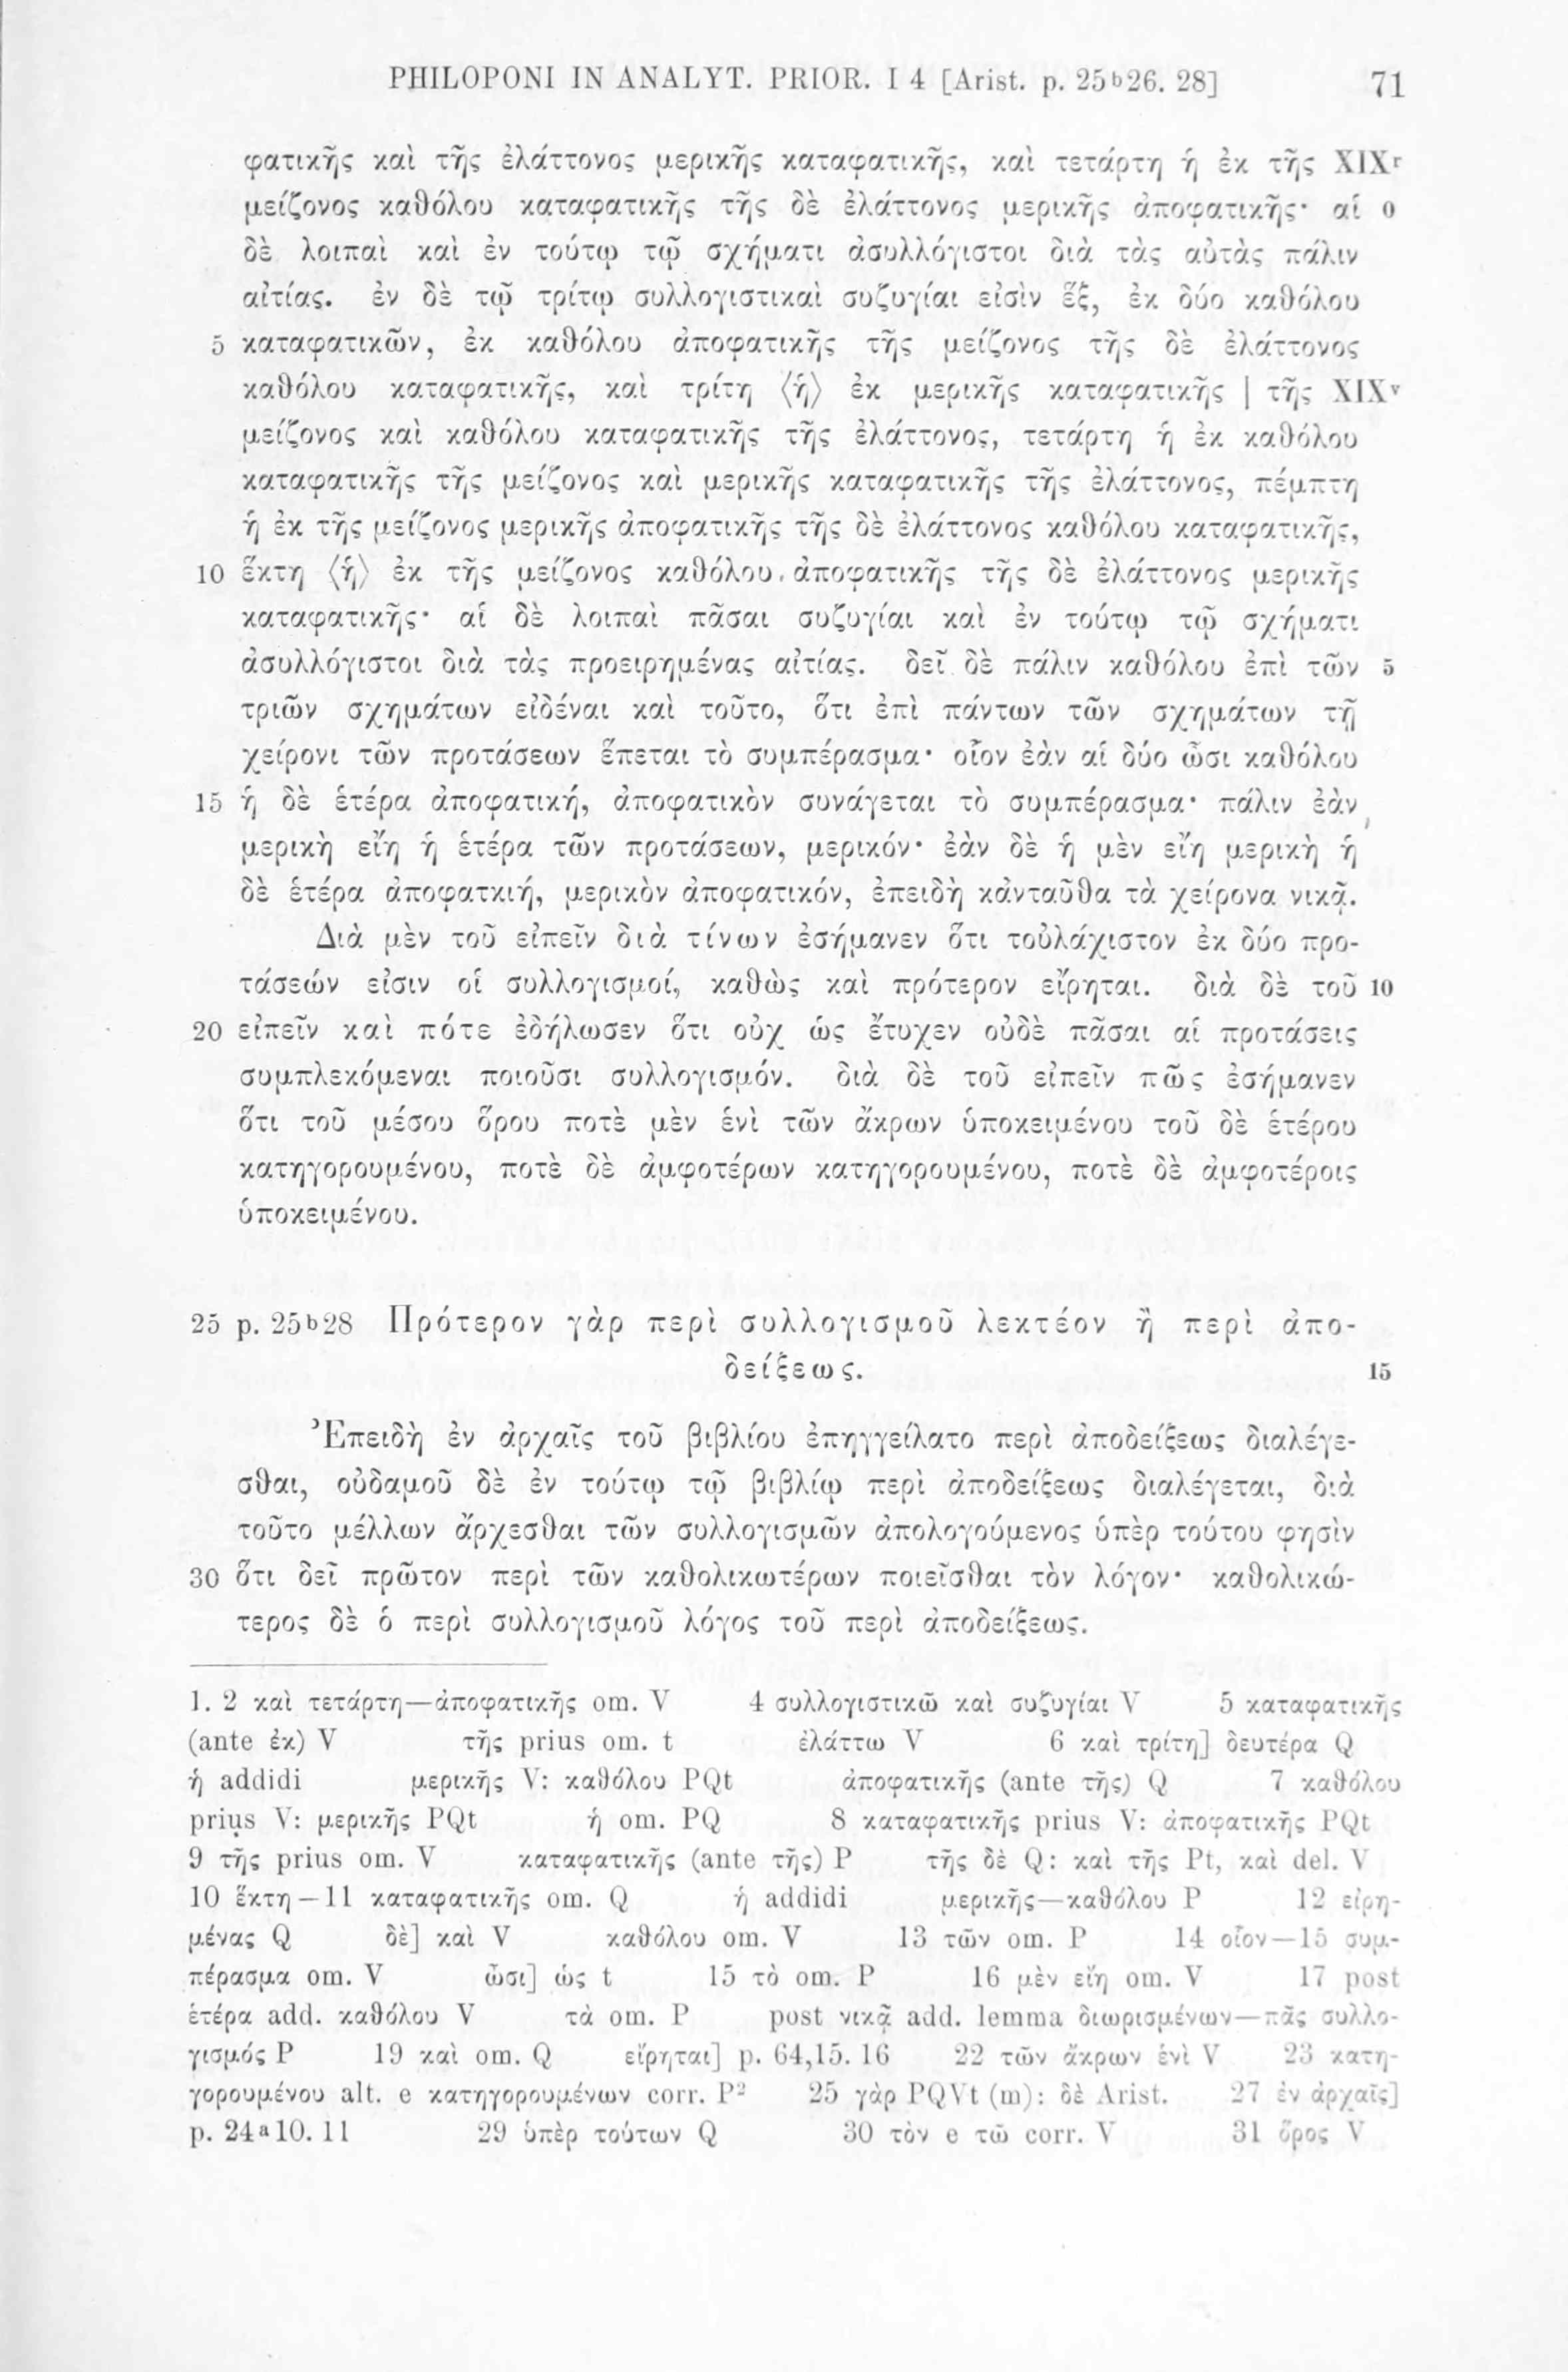 PHILOPONI IN ANALYT. PRIOR. I 4 [Arist. p. 25b26. 28] 71
φατικῆς καὶ τῆς ἐλάττονος μερικῆς καταφατικῆς, καὶ τετάρτη ἡ ἐκ τῆς XIXr
μείζονος καθόλου καταφατικῆς τῆς δὲ ἐλάττονος μερικῆς ἀποφατικῆς· αἱ 0
δὲ λοιπαὶ καὶ ἐν τούτῳ τῷ σχήματι ἀσυλλόγιστοι διὰ τὰς αὐτὰς πάλιν
αἰτίας. ἐν δὲ τῷ τρίτῳ συλλογιστικαὶ συζυγίαι εἰσὶν ἕξ, ἐκ δύο καθόλου
5 καταφατικῶν, ἐκ καθόλου ἀποφατικῆς τῆς μείζονος τῆς δὲ ἐλάττονος
καθόλου καταφατικῆς, καὶ τρίτη ⟨ἡ⟩ ἐκ μερικῆς καταφατικῆς | τῆς XIXv
μείζονος καὶ καθόλου καταφατικῆς τῆς ἐλάττονος, τετάρτη ἡ ἐκ καθόλου
καταφατικῆς τῆς μείζονος καὶ μερικῆς καταφατικῆς τῆς ἐλάττονος, πέμπτη
ἡ ἐκ τῆς μείζονος μερικῆς ἀποφατικῆς τῆς δὲ ἐλάττονος καθόλου καταφατικῆς,
10 ἕκτη ⟨ἡ⟩ ἐκ τῆς μείζονος καθόλου ἀποφατικῆς τῆς δὲ ἐλάττονος μερικῆς
καταφατικῆς· αἱ δὲ λοιπαὶ πᾶσαι συζυγίαι καὶ ἐν τούτῳ τῷ σχήματι
ἀσυλλόγιστοι διὰ τὰς προειρημένας αἰτίας. δεῖ δὲ πάλιν καθόλου ἐπὶ τῶν 5
τριῶν σχημάτων εἰδέναι καὶ τοῦτο, ὅτι ἐπὶ πάντων τῶν σχημάτων τῇ
χείρονι τῶν προτάσεων ἕπεται τὸ συμπέρασμα· οἷον ἐὰν αἱ δύο ὦσι καθόλου
15 ἡ δὲ ἑτέρα ἀποφατική, ἀποφατικὸν συνάγεται τὸ συμπέρασμα· πάλιν ἐὰν
μερικὴ εἴη ἡ ἑτέρα τῶν προτάσεων, μερικόν· ἐὰν δὲ ἡ μὲν εἴη μερικὴ ἡ
δὲ ἑτέρα ἀποφατκιή, μερικὸν ἀποφατικόν, ἐπειδὴ κἀνταῦθα τὰ χείρονα νικᾷ.
Διὰ μὲν τοῦ εἰπεῖν διὰ τίνων ἐσήμανεν ὅτι τοὐλάχιστον ἐκ δύο προ-
τάσεών εἰσιν οἱ συλλογισμοί, καθὼς καὶ πρότερον εἴρηται. διὰ δὲ τοῦ 10
20 εἰπεῖν καὶ πότε ἐδήλωσεν ὅτι οὐχ ὡς ἔτυχεν οὐδὲ πᾶσαι αἱ προτάσεις
συμπλεκόμεναι ποιοῦσι συλλογισμόν. διὰ δὲ τοῦ εἰπεῖν πῶς ἐσήμανεν
ὅτι τοῦ μέσου ὅρου ποτὲ μὲν ἑνὶ τῶν ἄκρων ὑποκειμένου τοῦ δὲ ἑτέρου
κατηγορουμένου, ποτὲ δὲ ἀμφοτέρων κατηγορουμένου, ποτὲ δὲ ἀμφοτέροις
ὑποκειμένου.
25 p. 25b28 Πρότερον γὰρ περὶ συλλογισμοῦ λεκτέον ἢ περὶ ἀπο-
δείξεως. 15
Ἐπειδὴ ἐν ἀρχαῖς τοῦ βιβλίου ἐπηγγείλατο περὶ ἀποδείξεως διαλέγε-
σθαι, οὐδαμοῦ δὲ ἐν τούτῳ τῷ βιβλίῳ περὶ ἀποδείξεως διαλέγεται, διὰ
τοῦτο μέλλων ἄρχεσθαι τῶν συλλογισμῶν ἀπολογούμενος ὑπὲρ τούτου φησὶν
30 ὅτι δεῖ πρῶτον περὶ τῶν καθολικωτέρων ποιεῖσθαι τὸν λόγον· καθολικώ-
τερος δὲ ὁ περὶ συλλογισμοῦ λόγος τοῦ περὶ ἀποδείξεως.
1. 2 καὶ τετάρτη—ἀποφατικῆς om. V 4 συλλογιστικῶ καὶ συζυγίαι V 5 καταφατικῆς
(ante ἐκ) V τῆς prius om. t ἐλάττω V 6 καὶ τρίτη] δευτέρα Q
ἡ addidi μερικῆς V: καθόλου PQt ἀποφατικῆς (ante τῆς) Q 7 καθόλου
prius V: μερικῆς PQt ἡ om. PQ 8 καταφατικῆς prius V: ἀποφατικῆς PQt
9 τῆς prius om. V καταφατικῆς (ante τῆς) P τῆς δὲ Q: καὶ τῆς Pt, καὶ del. V
10 ἕκτη—11 καταφατικῆς om. Q ἡ addidi μερικῆς—καθόλου P 12 εἰρη-
μένας Q δὲ] καὶ V καθόλου om. V 13 τῶν om. P 14 οἷον—15 συμ-
πέρασμα om. V ὦσι] ὡς t 15 τὸ om. P 16 μὲν εἴη om. V 17 post
ἑτέρα add. καθόλου V τὰ om. P post νικᾷ add. lemma διωρισμένων—πᾶς συλλο-
γισμός P 19 καὶ om. Q εἴρηται] p. 64,15. 16 22 τῶν ἄκρων ἑνὶ V 23 κατη-
γορουμένου alt. e κατηγορουμένων corr. P2 25 γὰρ PQVt (m): δὲ Arist. 27 ἐν ἀρχαῖς]
p. 24a10. 11 29 ὑπὲρ τούτων Q 30 τὸν e τῶ corr. V 31 ὅρος V